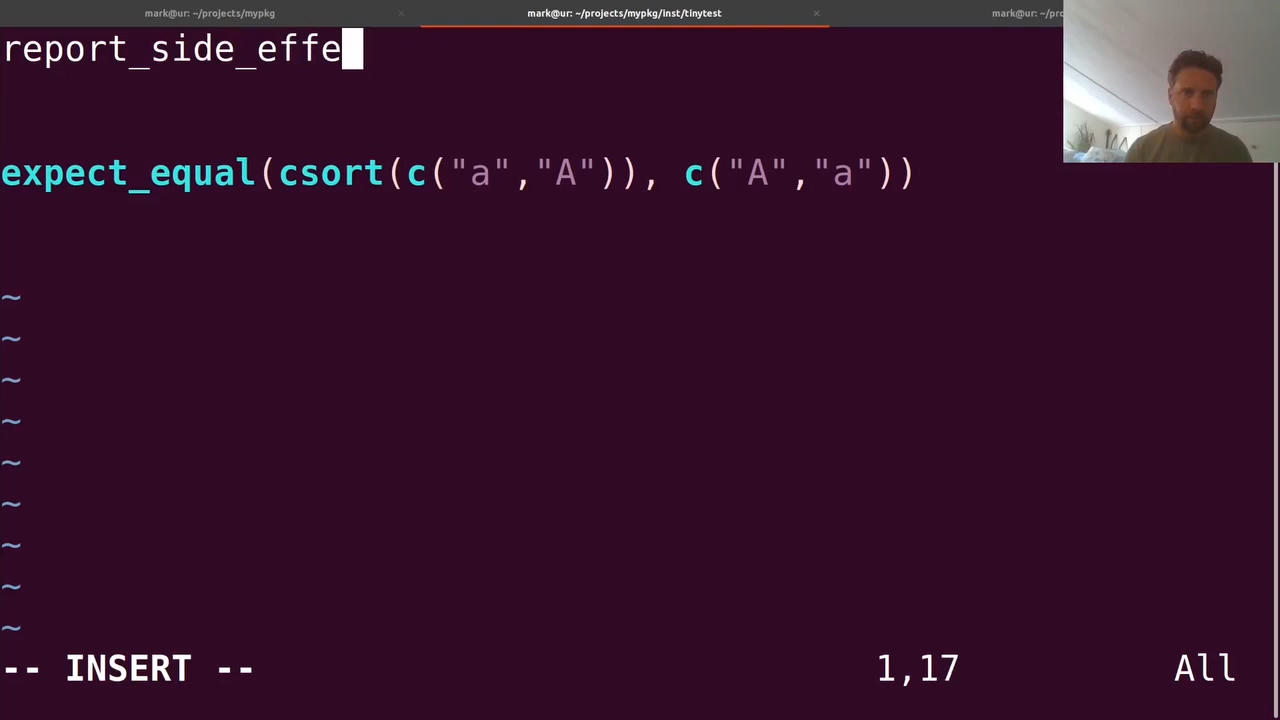 mark@ur: ~/projects/mypkg × mark@ur: ~/projects/mypkg/inst/tinytest × mark@ur: ~/pro
report_side_effe
expect_equal(csort(c("a","A")), c("A","a"))
~
~
~
~
~
~
~
~
~
-- INSERT -- 1,17 All